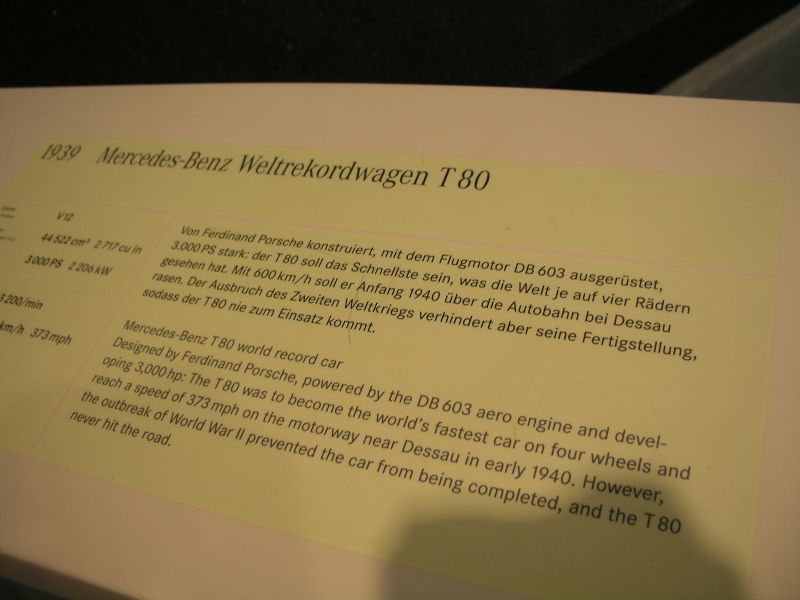 1939 Mercedes-Benz Weltrekordwagen T 80
V 12
44 522 cm³ 2 717 cu in
3 000 PS 2 206 kW
3 200/min
km/h 373 mph
Von Ferdinand Porsche konstruiert, mit dem Flugmotor DB 603 ausgerüstet,
3.000 PS stark: der T 80 soll das Schnellste sein, was die Welt je auf vier Rädern
gesehen hat. Mit 600 km/h soll er Anfang 1940 über die Autobahn bei Dessau
rasen. Der Ausbruch des Zweiten Weltkriegs verhindert aber seine Fertigstellung,
sodass der T 80 nie zum Einsatz kommt.
Mercedes-Benz T 80 world record car
Designed by Ferdinand Porsche, powered by the DB 603 aero engine and devel-
oping 3,000 hp: The T 80 was to become the world's fastest car on four wheels and
reach a speed of 373 mph on the motorway near Dessau in early 1940. However,
the outbreak of World War II prevented the car from being completed, and the T 80
never hit the road.